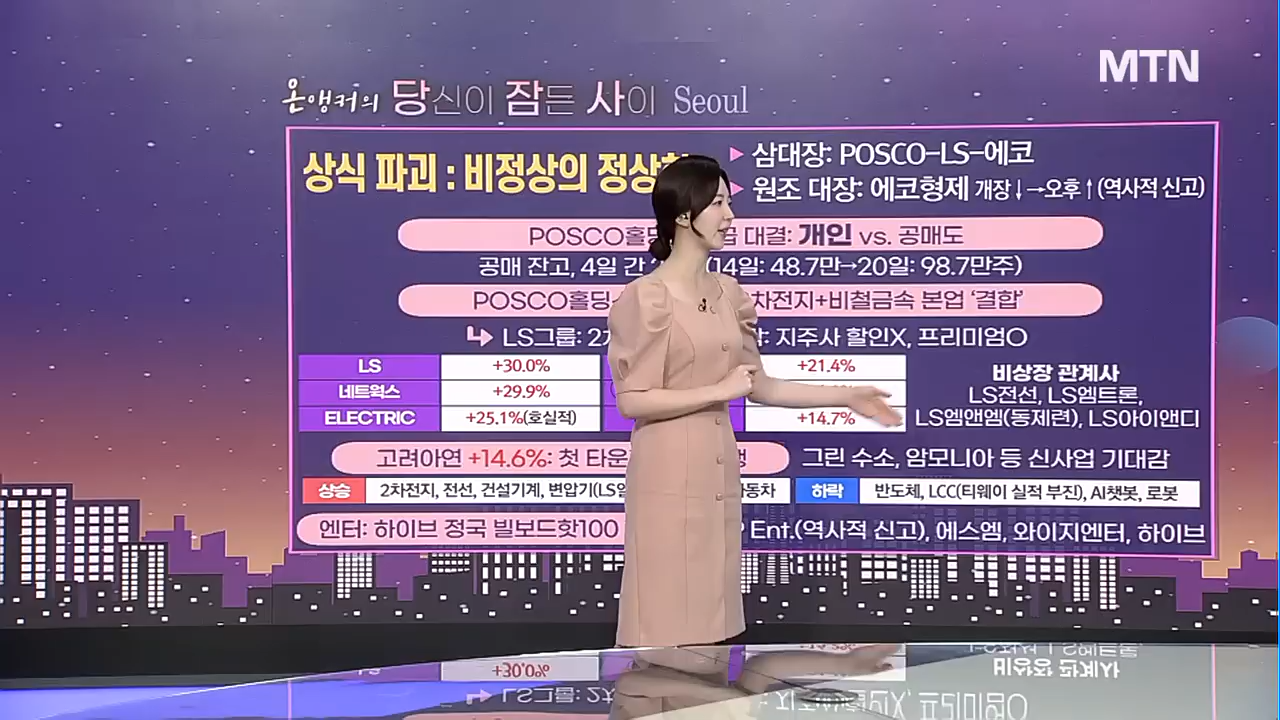 MTN
온앵커의 당신이 잠든 사이 Seoul
상식 파괴 : 비정상의
▶ 삼대장: POSCO-LS-에코
▶ 원조 대장: 에코형제 개장↓→오후↑(역사적 신고)
POSCO홀딩 대결: 개인 vs. 공매도
공매 잔고, 4일 간 (14일: 48.7만→20일: 98.7만주)
POSCO홀딩 차전지+비철금속 본업 ‘결합’
LS그룹: 지주사 할인X, 프리미엄O
LS +30.0% +21.4%
네트웍스 +29.9%
ELECTRIC +25.1%(호실적) +14.7%
비상장 관계사
LS전선, LS엠트론,
LS엠앤엠(동제련), LS아이앤디
고려아연 +14.6%: 첫 그린 수소, 암모니아 등 신사업 기대감
상승 2차전지, 전선, 건설기계, 변압기 하락 반도체, LCC(티웨이 실적 부진), AI챗봇, 로봇
엔터: 하이브 정국 빌보드핫100 Ent.(역사적 신고), 에스엠, 와이지엔터, 하이브